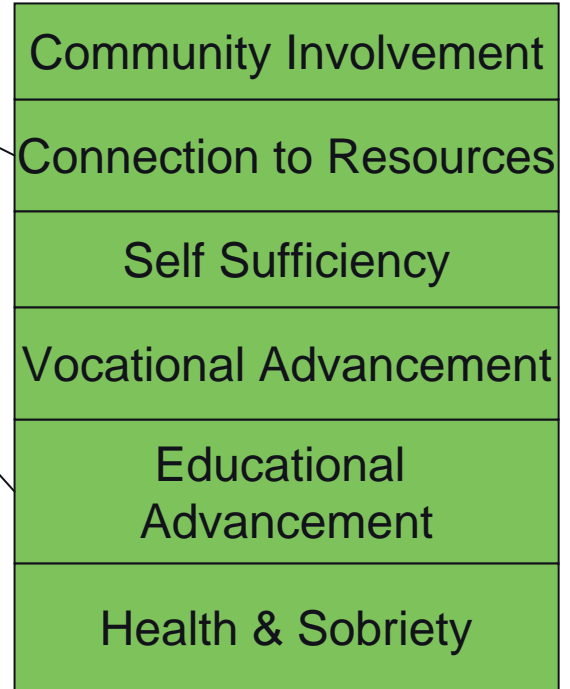 Community Involvement
Connection to Resources
Self Sufficiency
Vocational Advancement
Educational
Advancement
Health & Sobriety